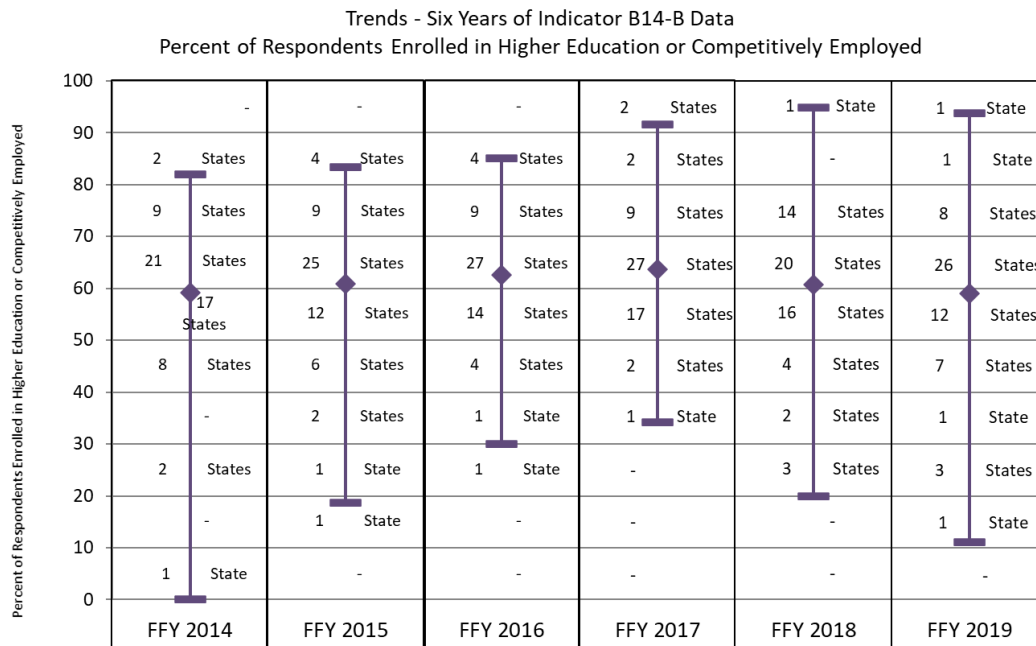 Trends - Six Years of Indicator B14-B Data
Percent of Respondents Enrolled in Higher Education or Competitively Employed
Percent of Respondents Enrolled in Higher Education or Competitively Employed
100
- - - 2 States 1 State 1 State
90
2 States 4 States 4 States 2 States - 1 State
80
9 States 9 States 9 States 9 States 14 States 8 States
70
21 States 25 States 27 States 27 States 20 States 26 States
60
17 States 12 States 14 States 17 States 16 States 12 States
50
8 States 6 States 4 States 2 States 4 States 7 States
40
- 2 States 1 State 1 State 2 States 1 State
30
2 States 1 State 1 State - 3 States 3 States
20
- 1 State - - - 1 State
10
1 State - - - - -
0
FFY 2014 FFY 2015 FFY 2016 FFY 2017 FFY 2018 FFY 2019